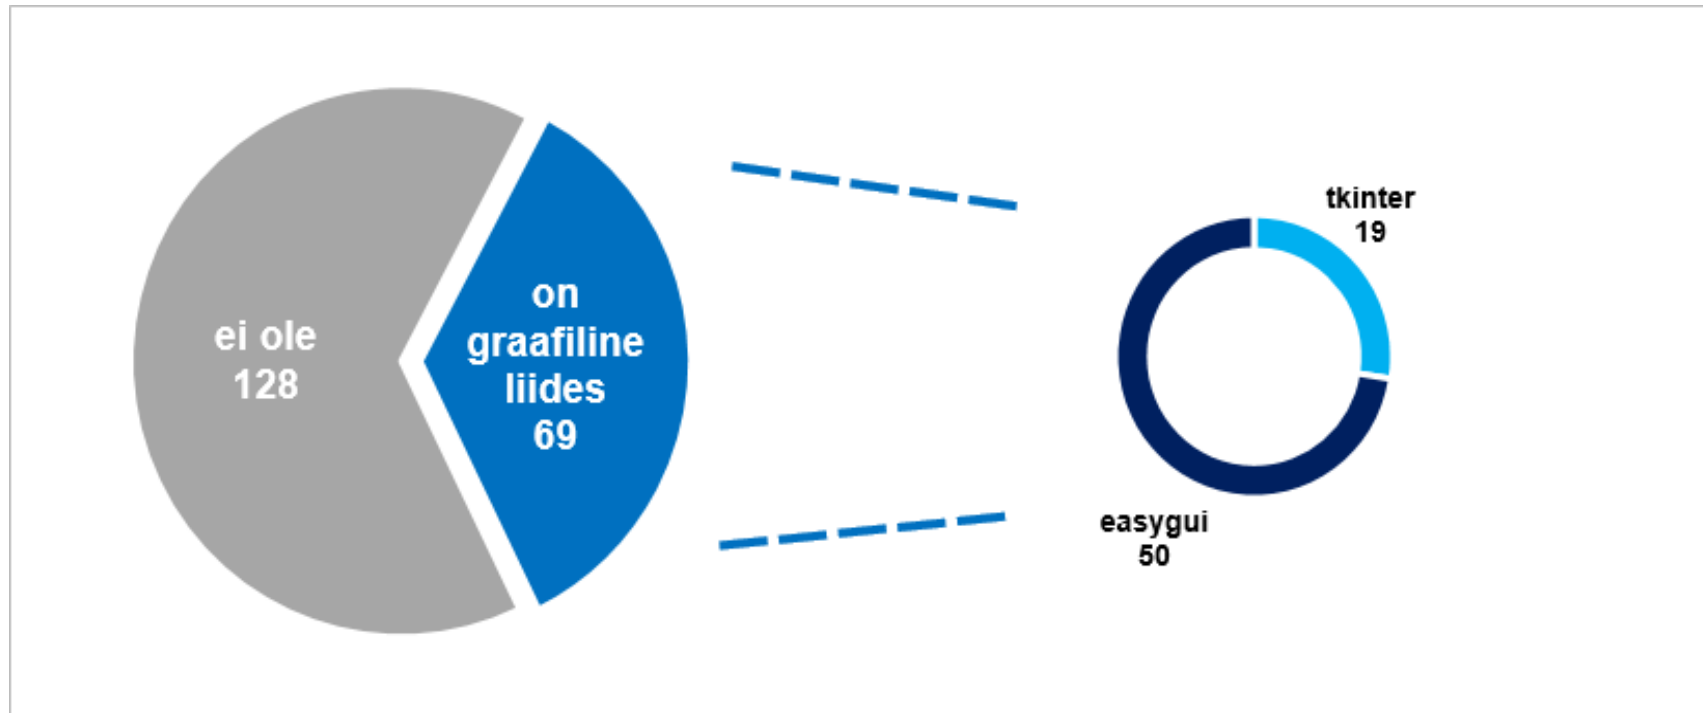 ei ole
128
on
graafiline
liides
69
tkinter
19
easygui
50